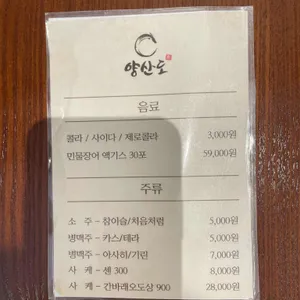 양산도
음료
콜라 / 사이다 / 제로콜라 3,000원
민물장어 액기스 30포 59,000원
주류
소 주 - 참이슬/처음처럼 5,000원
병맥주 - 카스/테라 5,000원
병맥주 - 아사히/기린 7,000원
사 케 - 센 300 8,000원
사 케 - 간바레오도상 900 28,000원